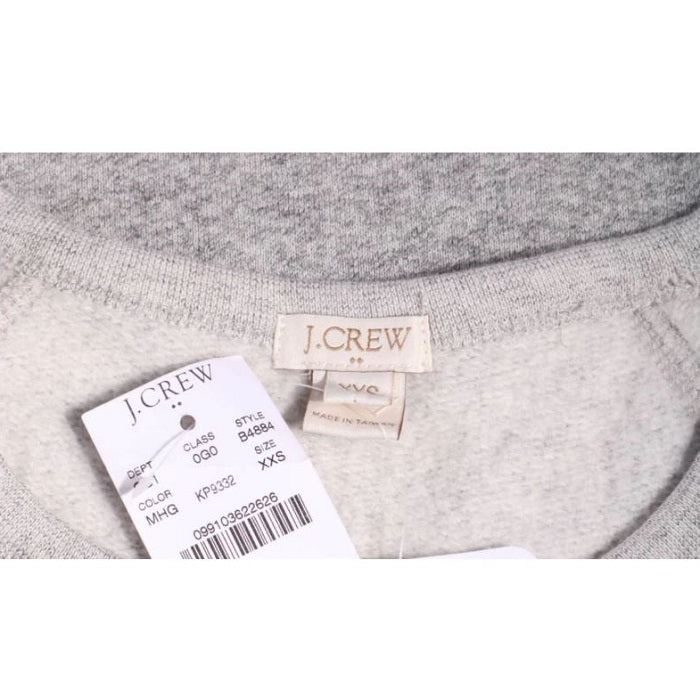 J.CREW
XXS
MADE IN TAIWAN
J.CREW
DEPT CLASS STYLE
0G0 B4884
COLOR SIZE
MHG KP9332 XXS
099103622626